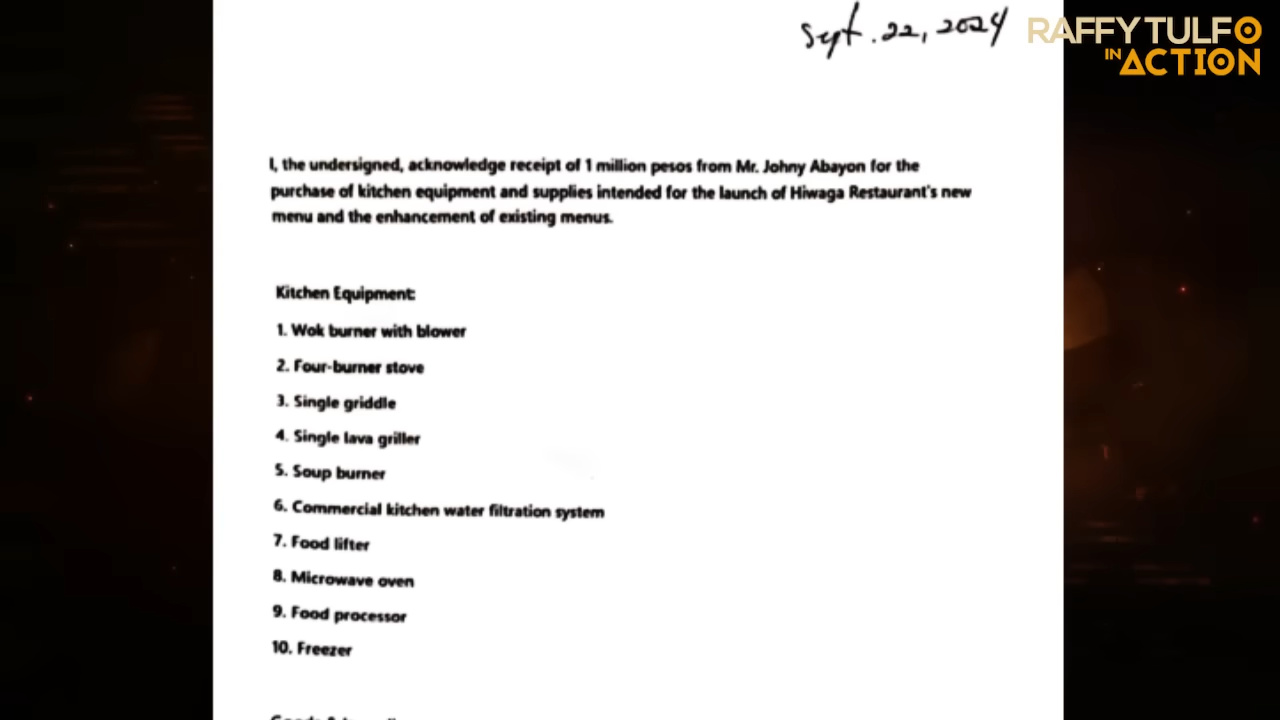 Sept. 22, 2024
RAFFY TULFO
IN ACTION
I, the undersigned, acknowledge receipt of 1 million pesos from Mr. Johny Abayon for the
purchase of kitchen equipment and supplies intended for the launch of Hiwaga Restaurant's new
menu and the enhancement of existing menus.
Kitchen Equipment:
1. Wok burner with blower
2. Four-burner stove
3. Single griddle
4. Single lava griller
5. Soup burner
6. Commercial kitchen water filtration system
7. Food lifter
8. Microwave oven
9. Food processor
10. Freezer